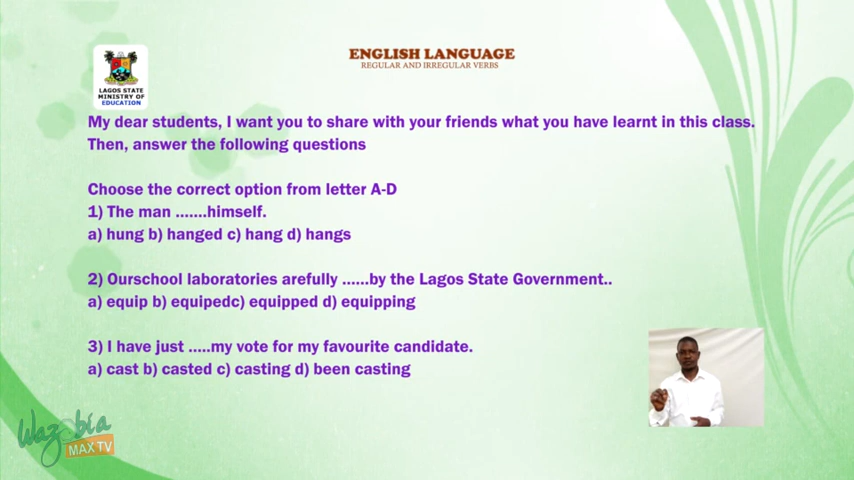 ENGLISH LANGUAGE
REGULAR AND IRREGULAR VERBS
LAGOS STATE
MINISTRY OF
EDUCATION
My dear students, I want you to share with your friends what you have learnt in this class.
Then, answer the following questions
Choose the correct option from letter A-D
1) The man .......himself.
a) hung b) hanged c) hang d) hangs
2) Ourschool laboratories arefully ......by the Lagos State Government..
a) equip b) equipedc) equipped d) equipping
3) I have just .....my vote for my favourite candidate.
a) cast b) casted c) casting d) been casting
Wazobia
MAX TV